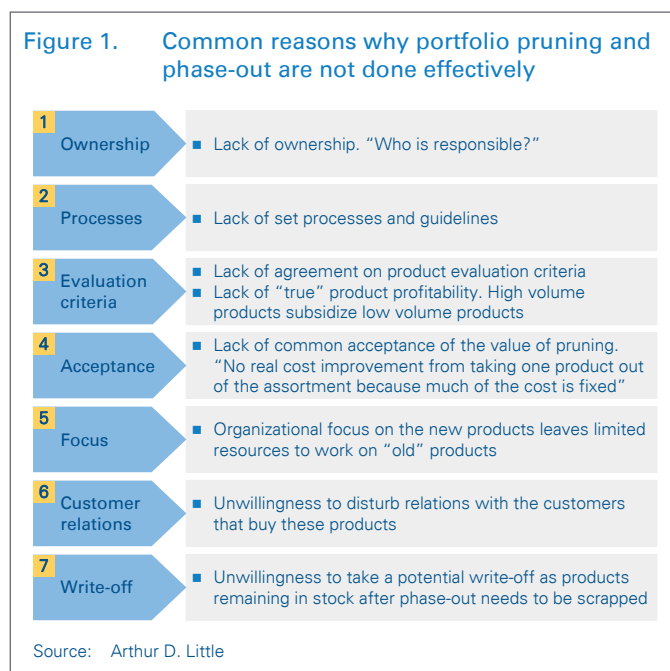 Figure 1. Common reasons why portfolio pruning and
phase-out are not done effectively
1
Ownership
■ Lack of ownership. “Who is responsible?”
2
Processes
■ Lack of set processes and guidelines
3
Evaluation
criteria
■ Lack of agreement on product evaluation criteria
■ Lack of “true” product profitability. High volume
products subsidize low volume products
4
Acceptance
■ Lack of common acceptance of the value of pruning.
“No real cost improvement from taking one product out
of the assortment because much of the cost is fixed”
5
Focus
■ Organizational focus on the new products leaves limited
resources to work on “old” products
6
Customer
relations
■ Unwillingness to disturb relations with the customers
that buy these products
7
Write-off
■ Unwillingness to take a potential write-off as products
remaining in stock after phase-out needs to be scrapped
Source: Arthur D. Little